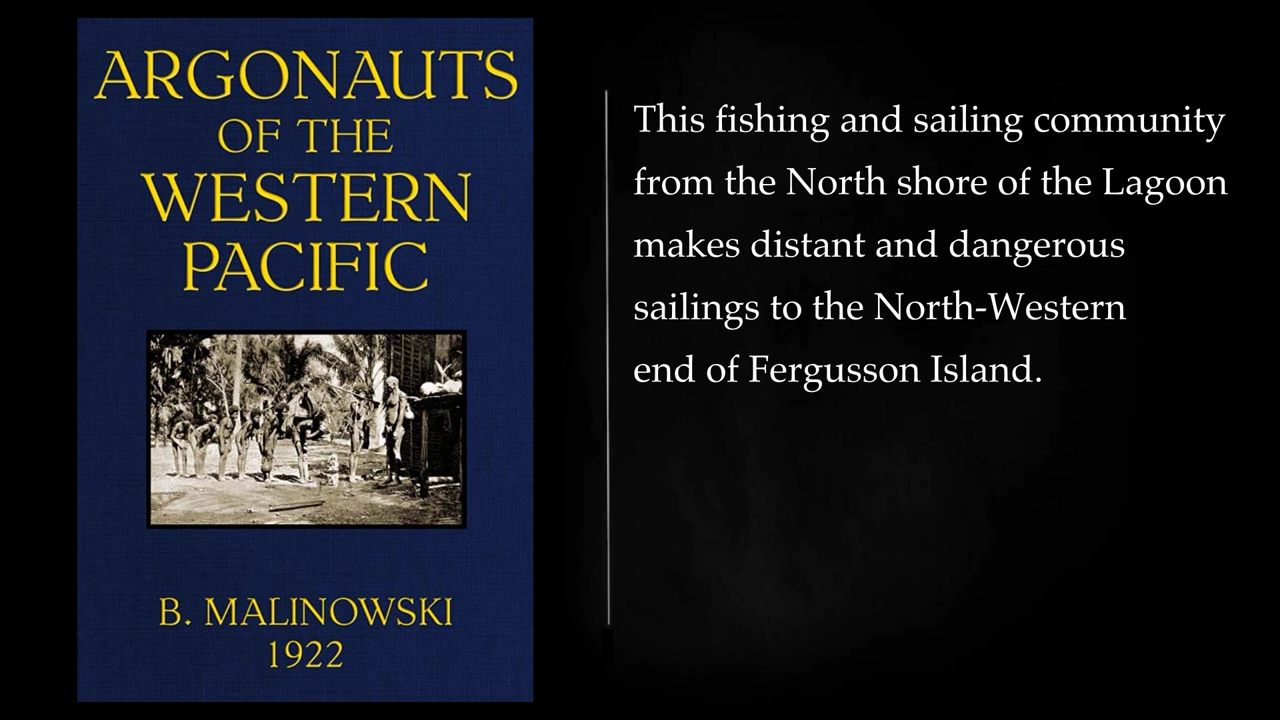 ARGONAUTS
OF THE
WESTERN
PACIFIC
B. MALINOWSKI
1922
This fishing and sailing community
from the North shore of the Lagoon
makes distant and dangerous
sailings to the North-Western
end of Fergusson Island.